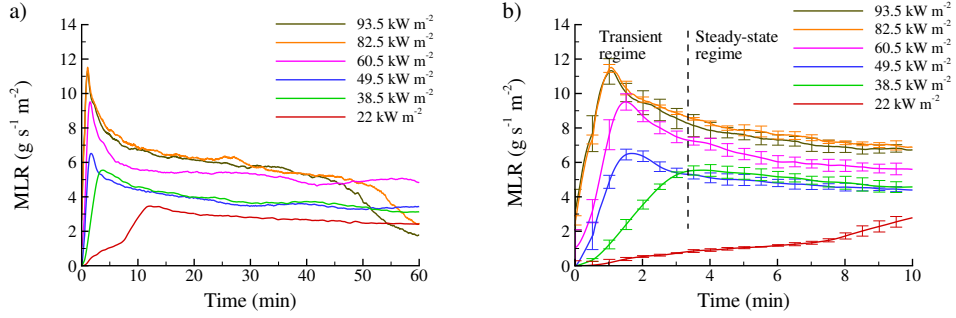 a)
MLR (g s⁻¹ m⁻²)
14
12
10
8
6
4
2
0
93.5 kW m⁻²
82.5 kW m⁻²
60.5 kW m⁻²
49.5 kW m⁻²
38.5 kW m⁻²
22 kW m⁻²
0 10 20 30 40 50 60
Time (min)
b)
MLR (g s⁻¹ m⁻²)
14
12
10
8
6
4
2
0
Transient
regime
Steady-state
regime
93.5 kW m⁻²
82.5 kW m⁻²
60.5 kW m⁻²
49.5 kW m⁻²
38.5 kW m⁻²
22 kW m⁻²
0 2 4 6 8 10
Time (min)